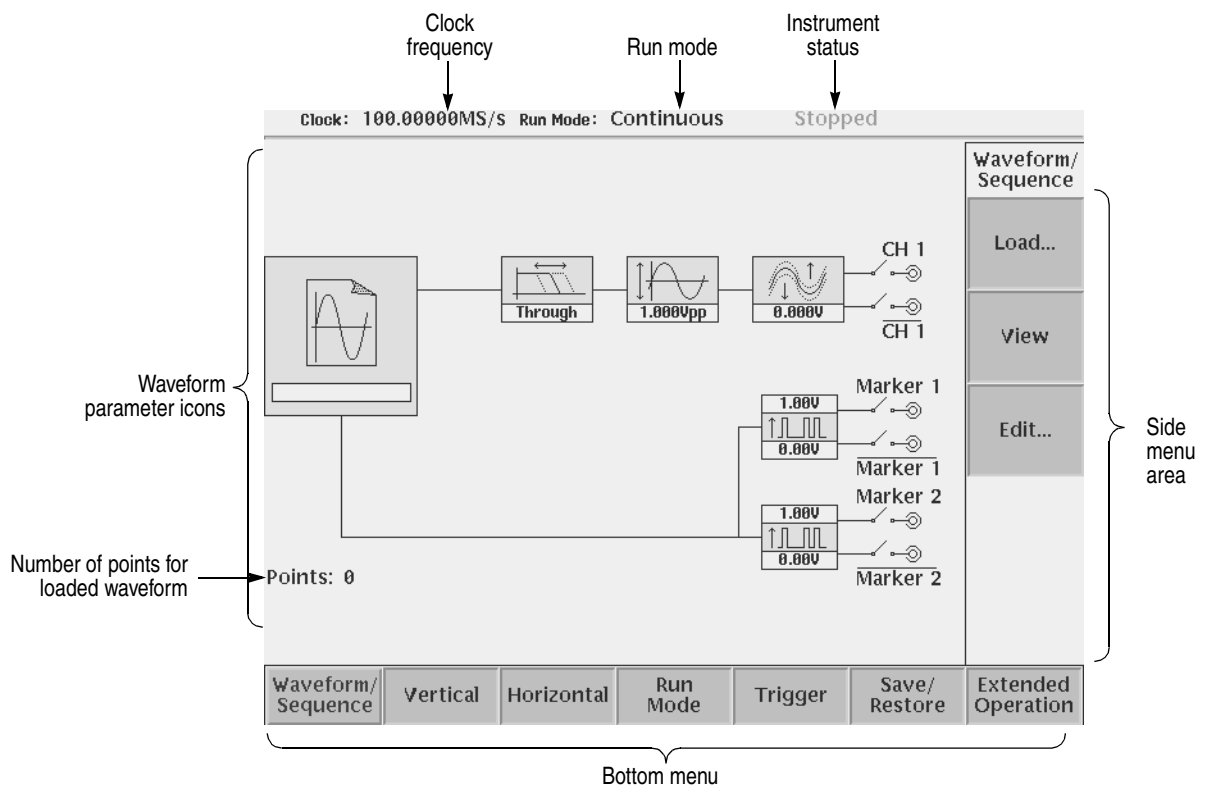 Clock
frequency
Run mode
Instrument
status
Clock: 100.00000MS/s Run Mode: Continuous Stopped
Waveform/
Sequence
Load...
View
Edit...
CH 1
CH 1
Through
1.000Vpp
0.000V
Waveform
parameter icons
Marker 1
1.00V
0.00V
Marker 1
Marker 2
1.00V
0.00V
Marker 2
Side
menu
area
Number of points for
loaded waveform
Points: 0
Waveform/
Sequence
Vertical
Horizontal
Run
Mode
Trigger
Save/
Restore
Extended
Operation
Bottom menu